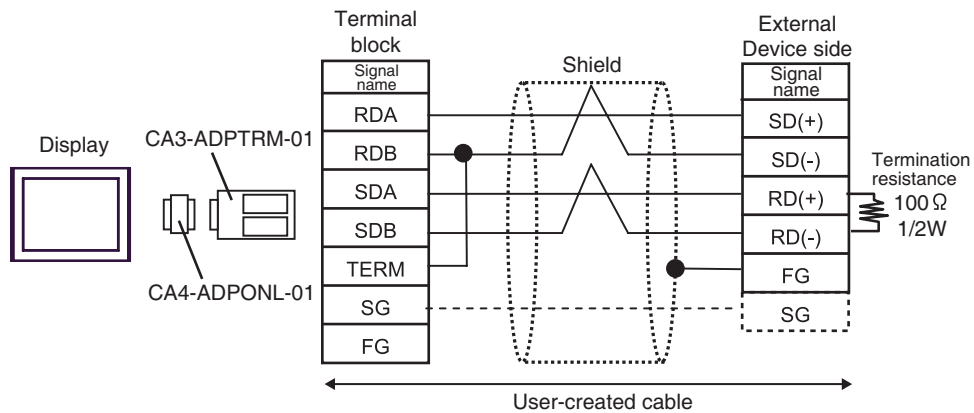 Terminal
block
External
Device side
Shield
Signal
name
Signal
name
RDA
SD(+)
Display
CA3-ADPTRM-01
RDB
SD(-)
Termination
resistance
100 Ω
1/2W
SDA
RD(+)
SDB
RD(-)
TERM
FG
CA4-ADPONL-01
SG
SG
FG
User-created cable